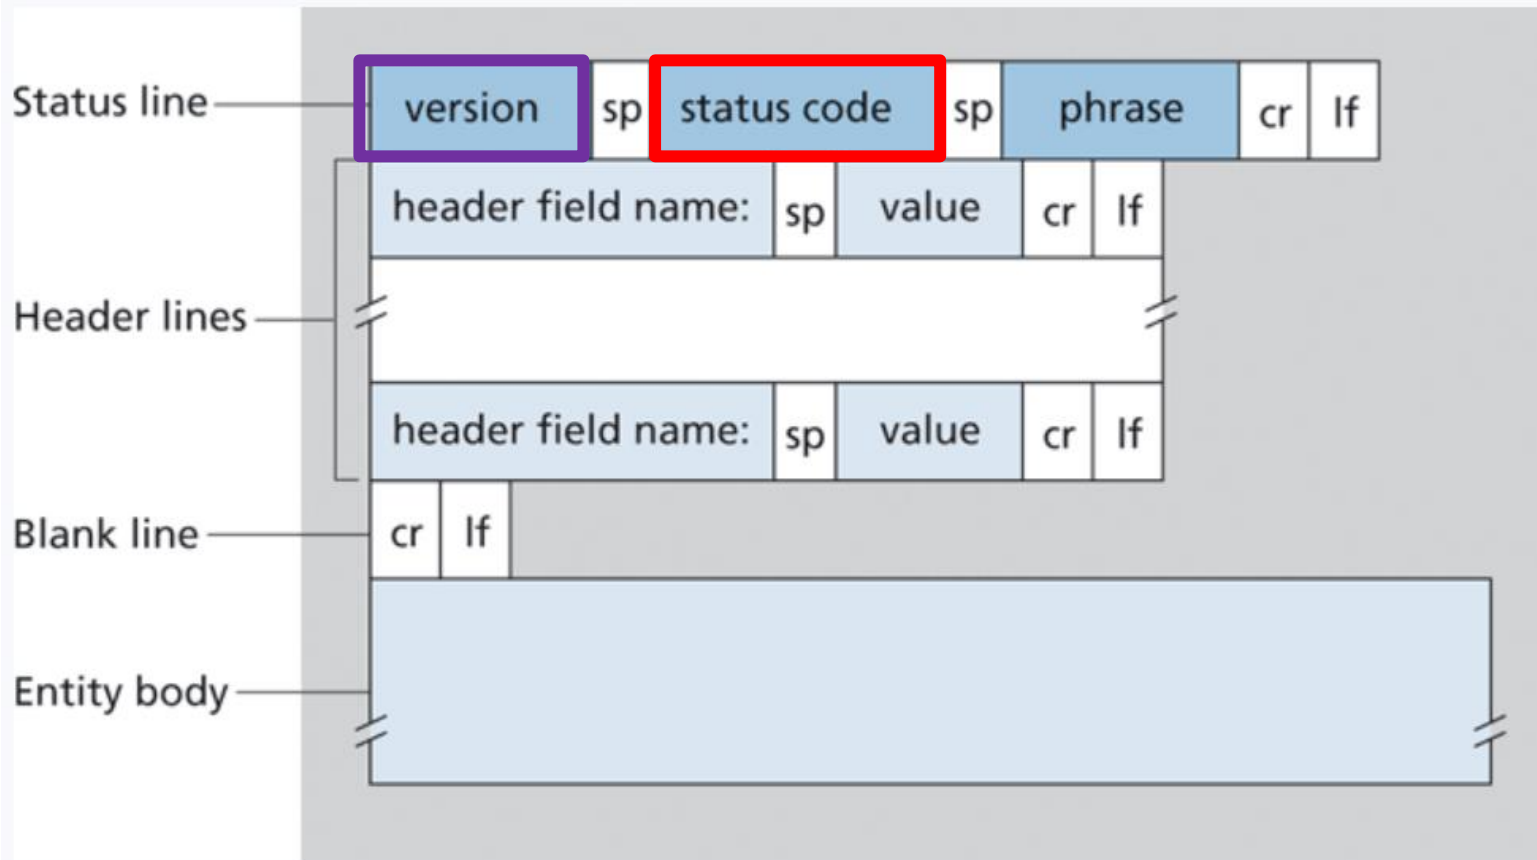 Status line version sp status code sp phrase cr lf
header field name: sp value cr lf
Header lines
header field name: sp value cr lf
Blank line cr lf
Entity body